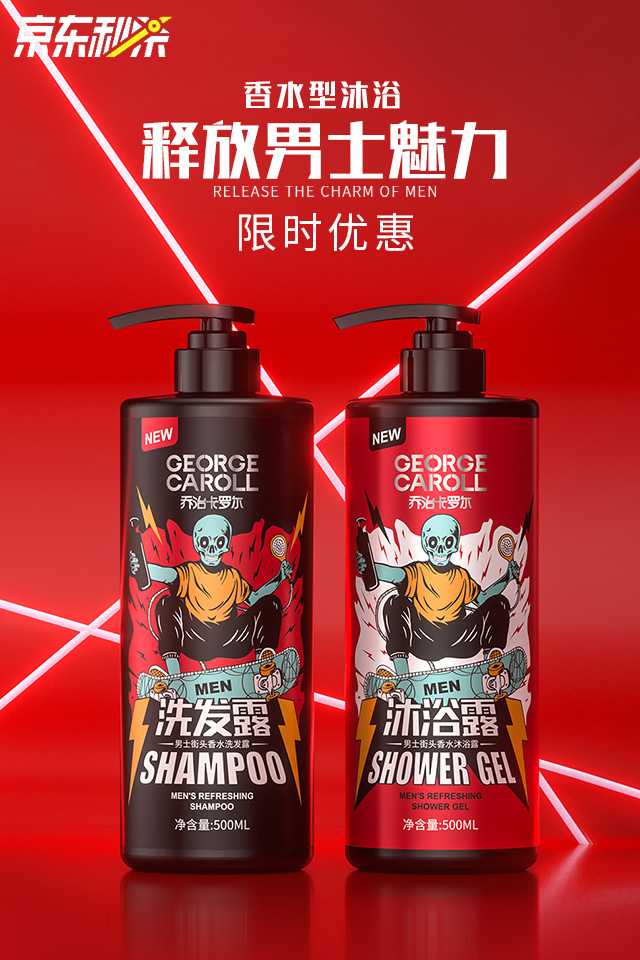 京东秒杀
香水型沐浴
释放男士魅力
RELEASE THE CHARM OF MEN
限时优惠
NEW
GEORGE
CAROLL
乔治卡罗尔
MEN
洗发露
男士街头香水洗发露
SHAMPOO
MEN'S REFRESHING
SHAMPOO
净含量:500ML
NEW
GEORGE
CAROLL
乔治卡罗尔
MEN
沐浴露
男士街头香水沐浴露
SHOWER GEL
MEN'S REFRESHING
SHOWER GEL
净含量:500ML